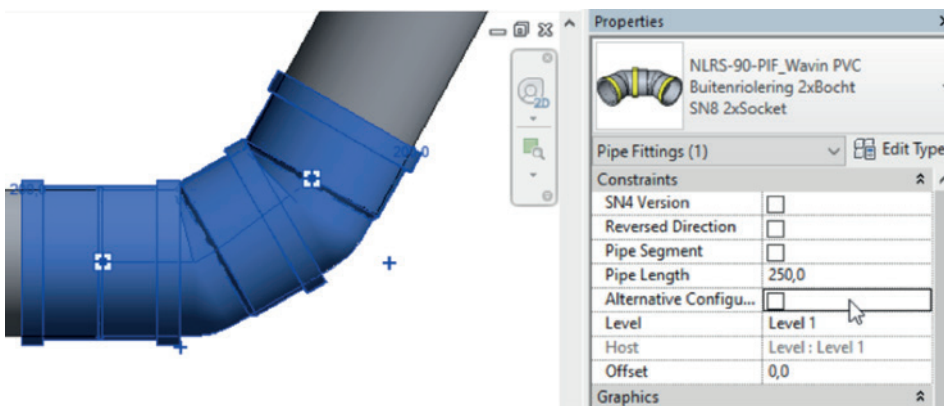 Properties
NLRS-90-PIF_Wavin PVC
Buitenriolering 2xBocht
SN8 2xSocket
Pipe Fittings (1)
Edit Type
Constraints
SN4 Version
Reversed Direction
Pipe Segment
Pipe Length 250,0
Alternative Configu...
Level Level 1
Host Level : Level 1
Offset 0,0
Graphics
2D
200,0